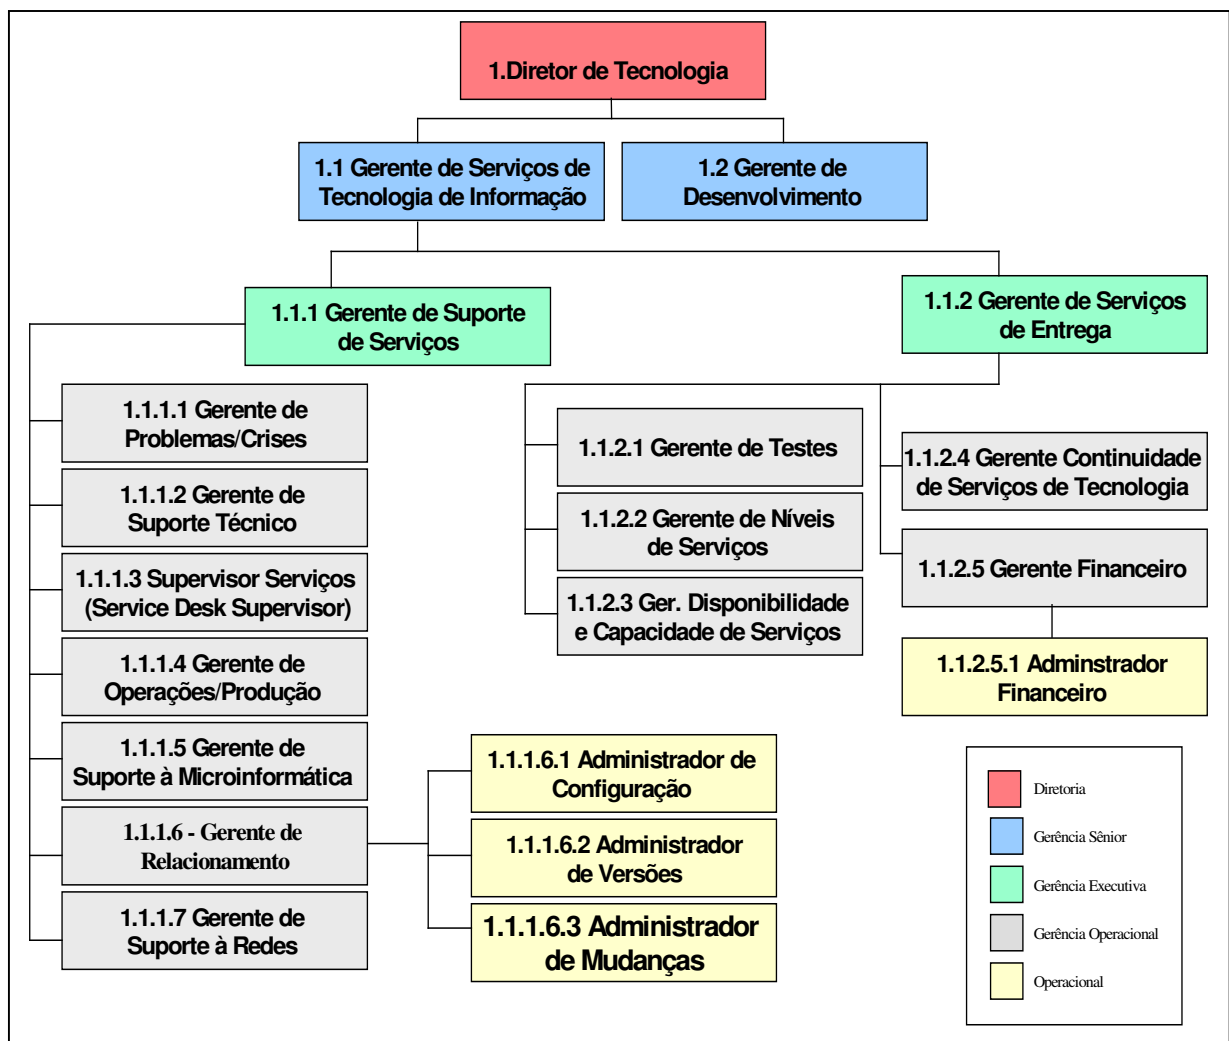 1.Diretor de Tecnologia
1.1 Gerente de Serviços de
Tecnologia de Informação
1.2 Gerente de
Desenvolvimento
1.1.1 Gerente de Suporte
de Serviços
1.1.2 Gerente de Serviços
de Entrega
1.1.1.1 Gerente de
Problemas/Crises
1.1.1.2 Gerente de
Suporte Técnico
1.1.1.3 Supervisor Serviços
(Service Desk Supervisor)
1.1.1.4 Gerente de
Operações/Produção
1.1.1.5 Gerente de
Suporte à Microinformática
1.1.1.6 - Gerente de
Relacionamento
1.1.1.7 Gerente de
Suporte à Redes
1.1.1.6.1 Administrador de
Configuração
1.1.1.6.2 Administrador
de Versões
1.1.1.6.3 Administrador
de Mudanças
1.1.2.1 Gerente de Testes
1.1.2.2 Gerente de Níveis
de Serviços
1.1.2.3 Ger. Disponibilidade
e Capacidade de Serviços
1.1.2.4 Gerente Continuidade
de Serviços de Tecnologia
1.1.2.5 Gerente Financeiro
1.1.2.5.1 Adminstrador
Financeiro
Diretoria
Gerência Sênior
Gerência Executiva
Gerência Operacional
Operacional